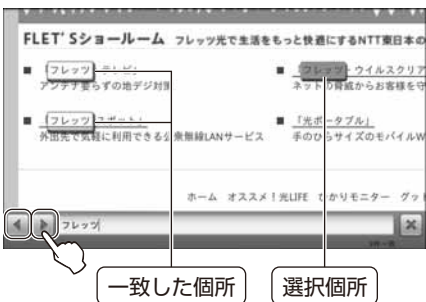 FLET'Sショールーム フレッツ光で生活をもっと快適にするNTT東日本の
■ 「フレッツ・テレビ」 ■ 「フレッツ・ウイルスクリア
アンテナ要らずの地デジ対策 ネットの脅威からお客様を守
■ 「フレッツ・スポット」 ■ 「光ポータブル」
外出先で気軽に利用できる公衆無線LANサービス 手のひらサイズのモバイルW
ホーム オススメ!光LIFE ひかりモニター グッ
フレッツ
一致した個所 選択個所